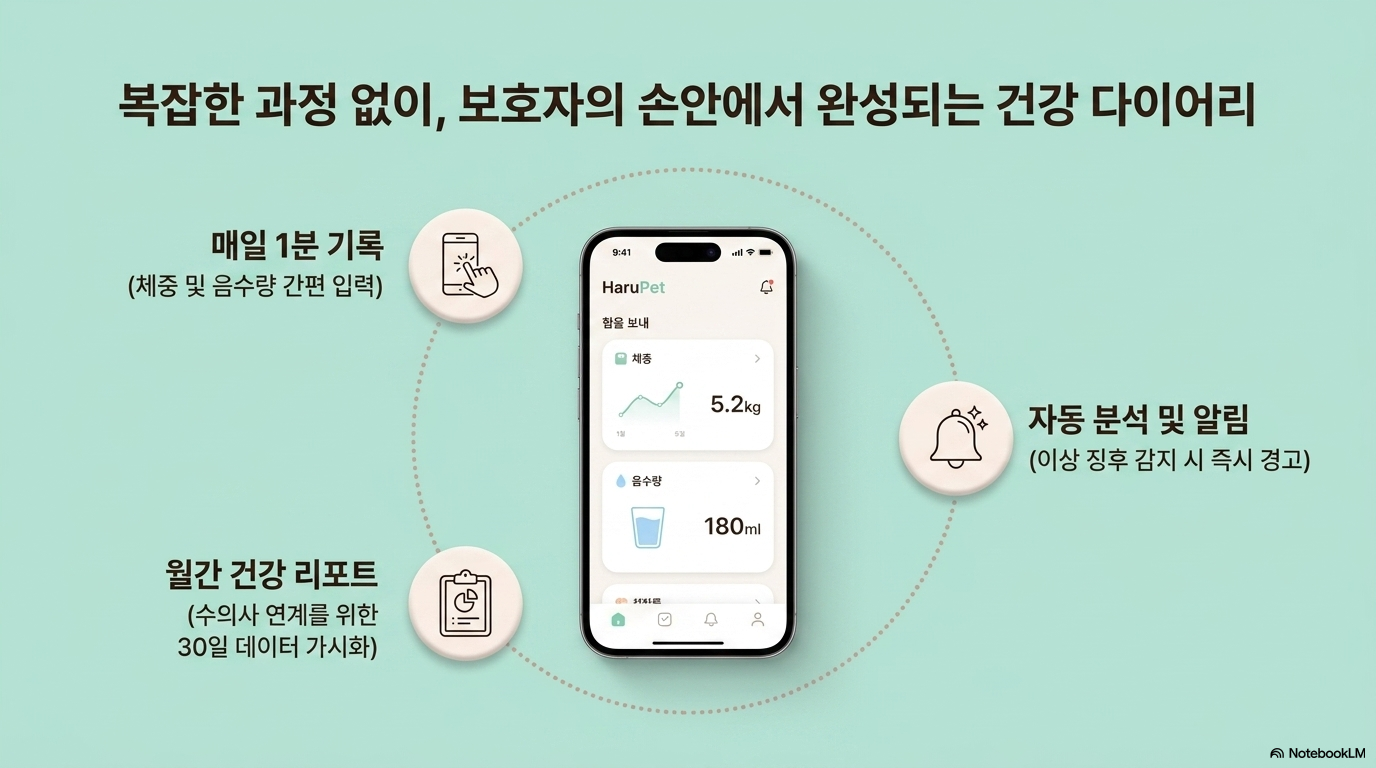 복잡한 과정 없이, 보호자의 손안에서 완성되는 건강 다이어리
매일 1분 기록
(체중 및 음수량 간편 입력)
월간 건강 리포트
(수의사 연계를 위한
30일 데이터 가시화)
9:41
HaruPet
함을 보내
체중
5.2kg
음수량
180ml
자동 분석 및 알림
(이상 징후 감지 시 즉시 경고)
NotebookLM